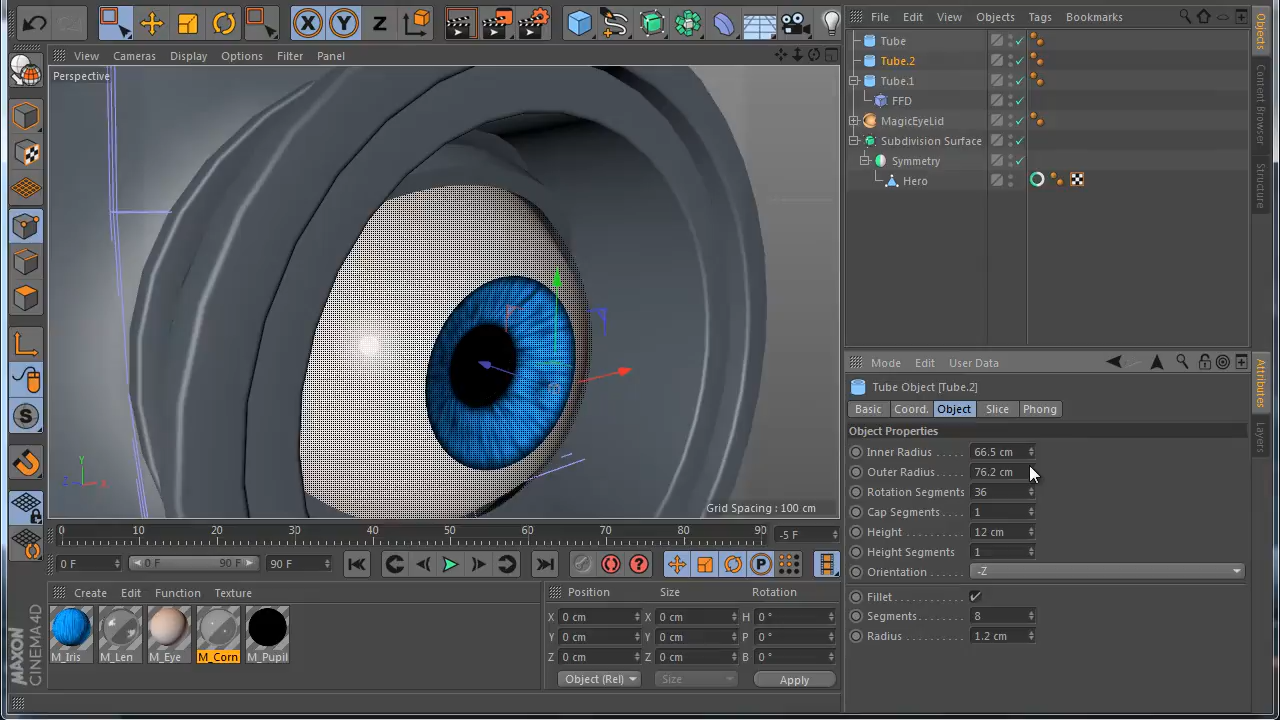 X Y Z
File Edit View Objects Tags Bookmarks
View Cameras Display Options Filter Panel
Perspective
Tube
Tube.2
Tube.1
FFD
MagicEyeLid
Subdivision Surface
Symmetry
Hero
Objects
Content Browser
Structure
Y
Z X
Grid Spacing : 100 cm
Mode Edit User Data
Tube Object [Tube.2]
Basic Coord. Object Slice Phong
Object Properties
Inner Radius . . . . . 66.5 cm
Outer Radius . . . . . 76.2 cm
Rotation Segments 36
Cap Segments . . . . 1
Height . . . . . . . . . . 12 cm
Height Segments 1
Orientation . . . . . . . -Z
Fillet . . . . . . . . . . .
Segments . . . . . . . 8
Radius . . . . . . . . . 1.2 cm
Attributes
Layers
0 10 20 30 40 50 60 70 80 90 -5 F
0 F 0 F 90 F 90 F
P
Create Edit Function Texture
M_Iris M_Len M_Eye M_Corn M_Pupil
Position Size Rotation
X 0 cm X 0 cm H 0 °
Y 0 cm Y 0 cm P 0 °
Z 0 cm Z 0 cm B 0 °
Object (Rel) Size Apply
MAXON
CINEMA 4D